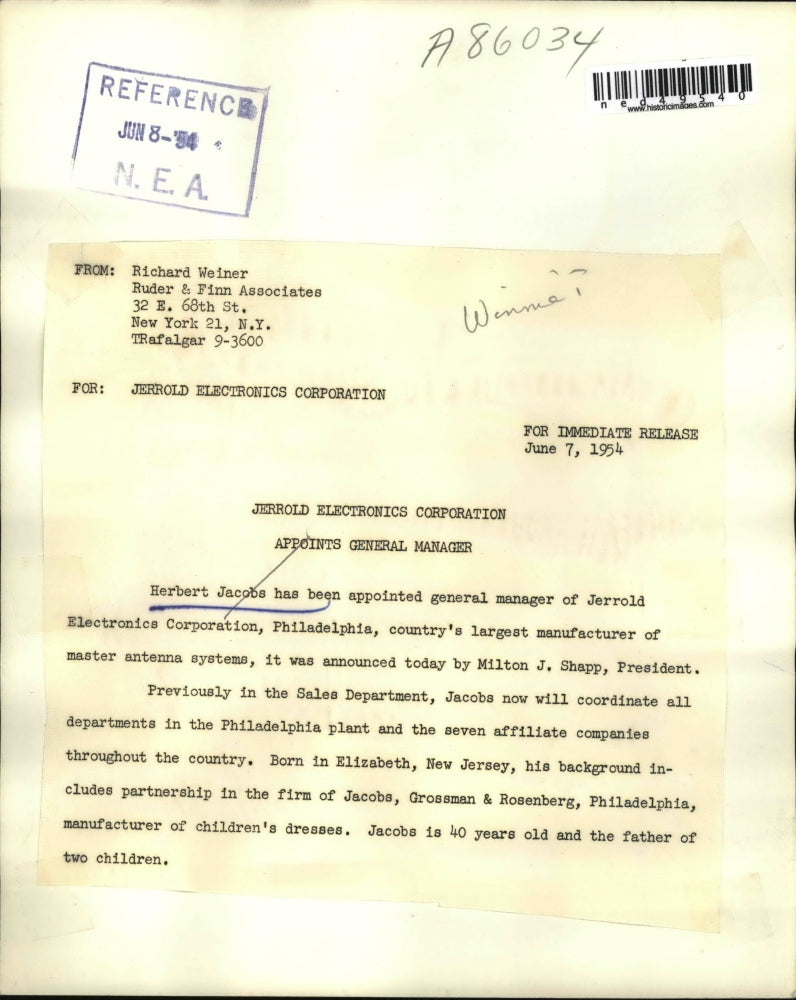 A86034
ned49540
www.historicimages.com
REFERENCE
JUN 8-'54
N. E. A.
FROM: Richard Weiner
Ruder & Finn Associates
32 E. 68th St.
New York 21, N.Y.
TRafalgar 9-3600
FOR: JERROLD ELECTRONICS CORPORATION
FOR IMMEDIATE RELEASE
June 7, 1954
JERROLD ELECTRONICS CORPORATION
APPOINTS GENERAL MANAGER
Herbert Jacobs has been appointed general manager of Jerrold
Electronics Corporation, Philadelphia, country's largest manufacturer of
master antenna systems, it was announced today by Milton J. Shapp, President.
Previously in the Sales Department, Jacobs now will coordinate all
departments in the Philadelphia plant and the seven affiliate companies
throughout the country. Born in Elizabeth, New Jersey, his background in-
cludes partnership in the firm of Jacobs, Grossman & Rosenberg, Philadelphia,
manufacturer of children's dresses. Jacobs is 40 years old and the father of
two children.